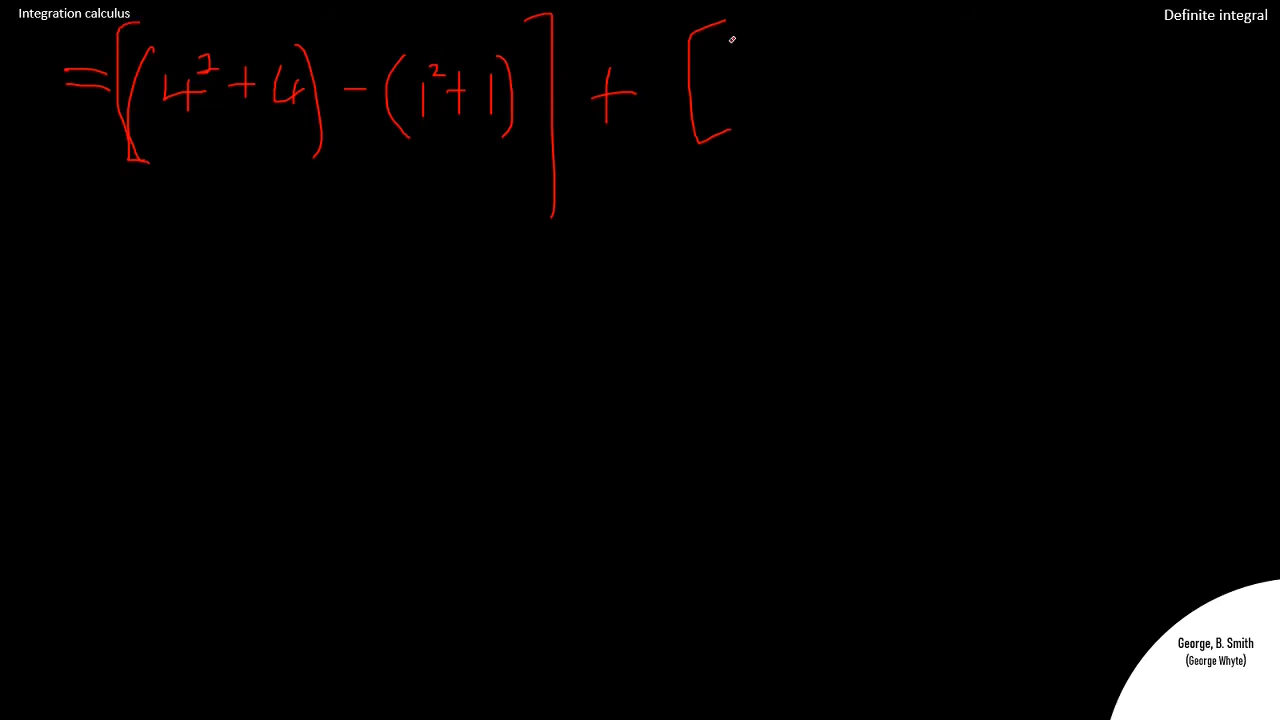 Integration calculus
Definite integral
= [(4² + 4) - (1² + 1)] + [
George, B. Smith
(George Whyte)